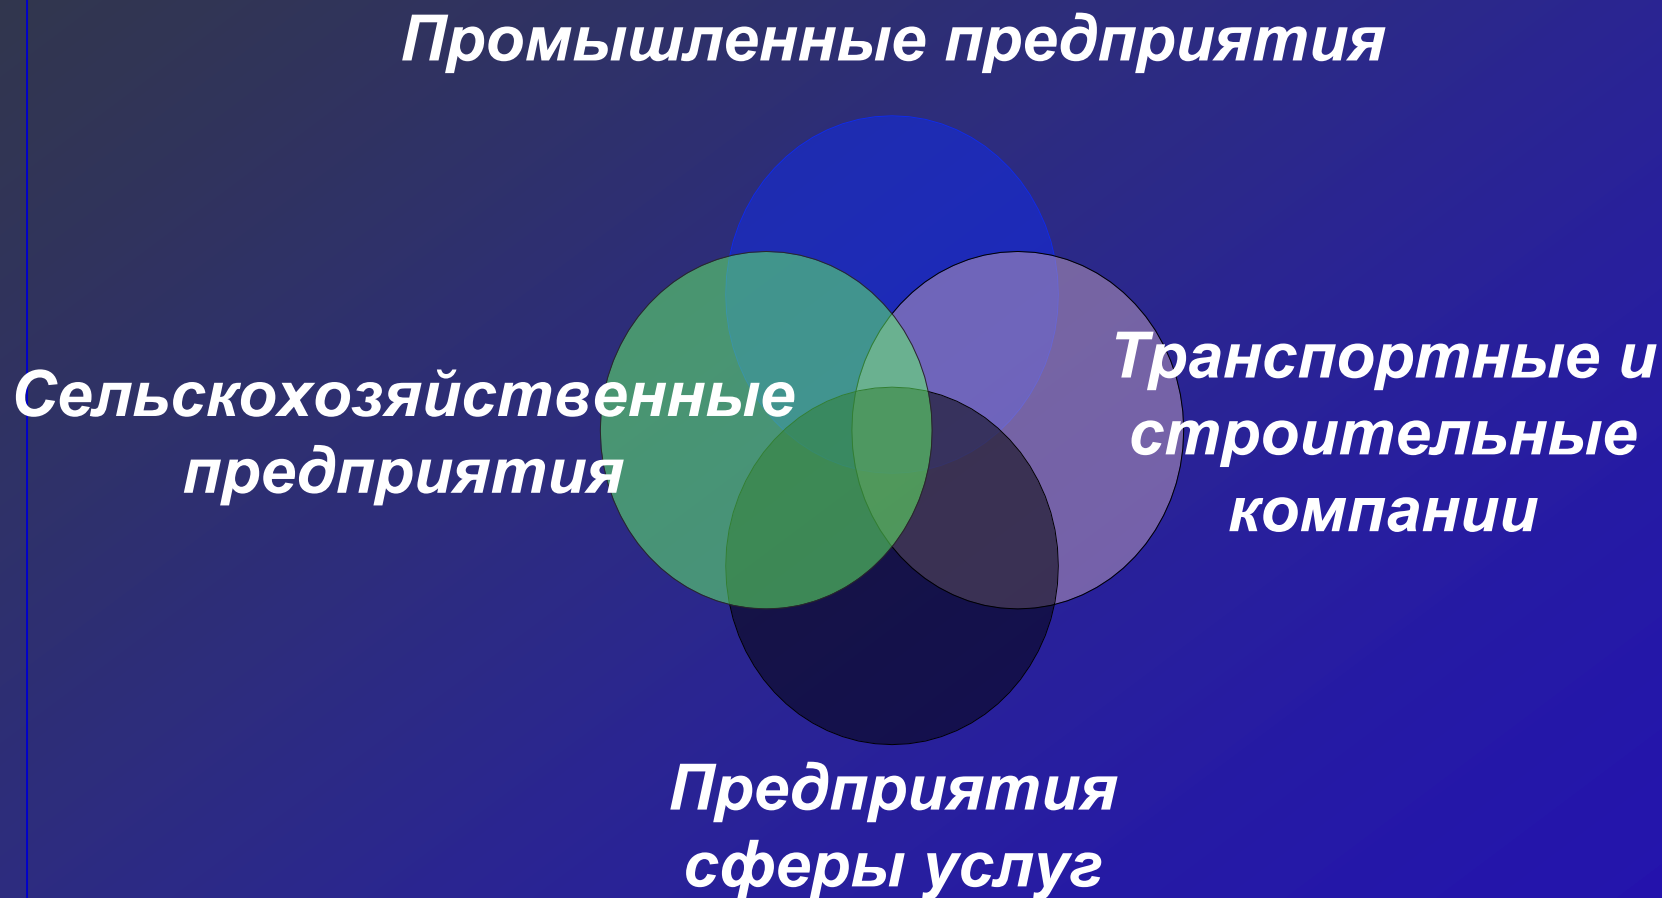 Промышленные предприятия
Сельскохозяйственные
предприятия
Транспортные и
строительные
компании
Предприятия
сферы услуг